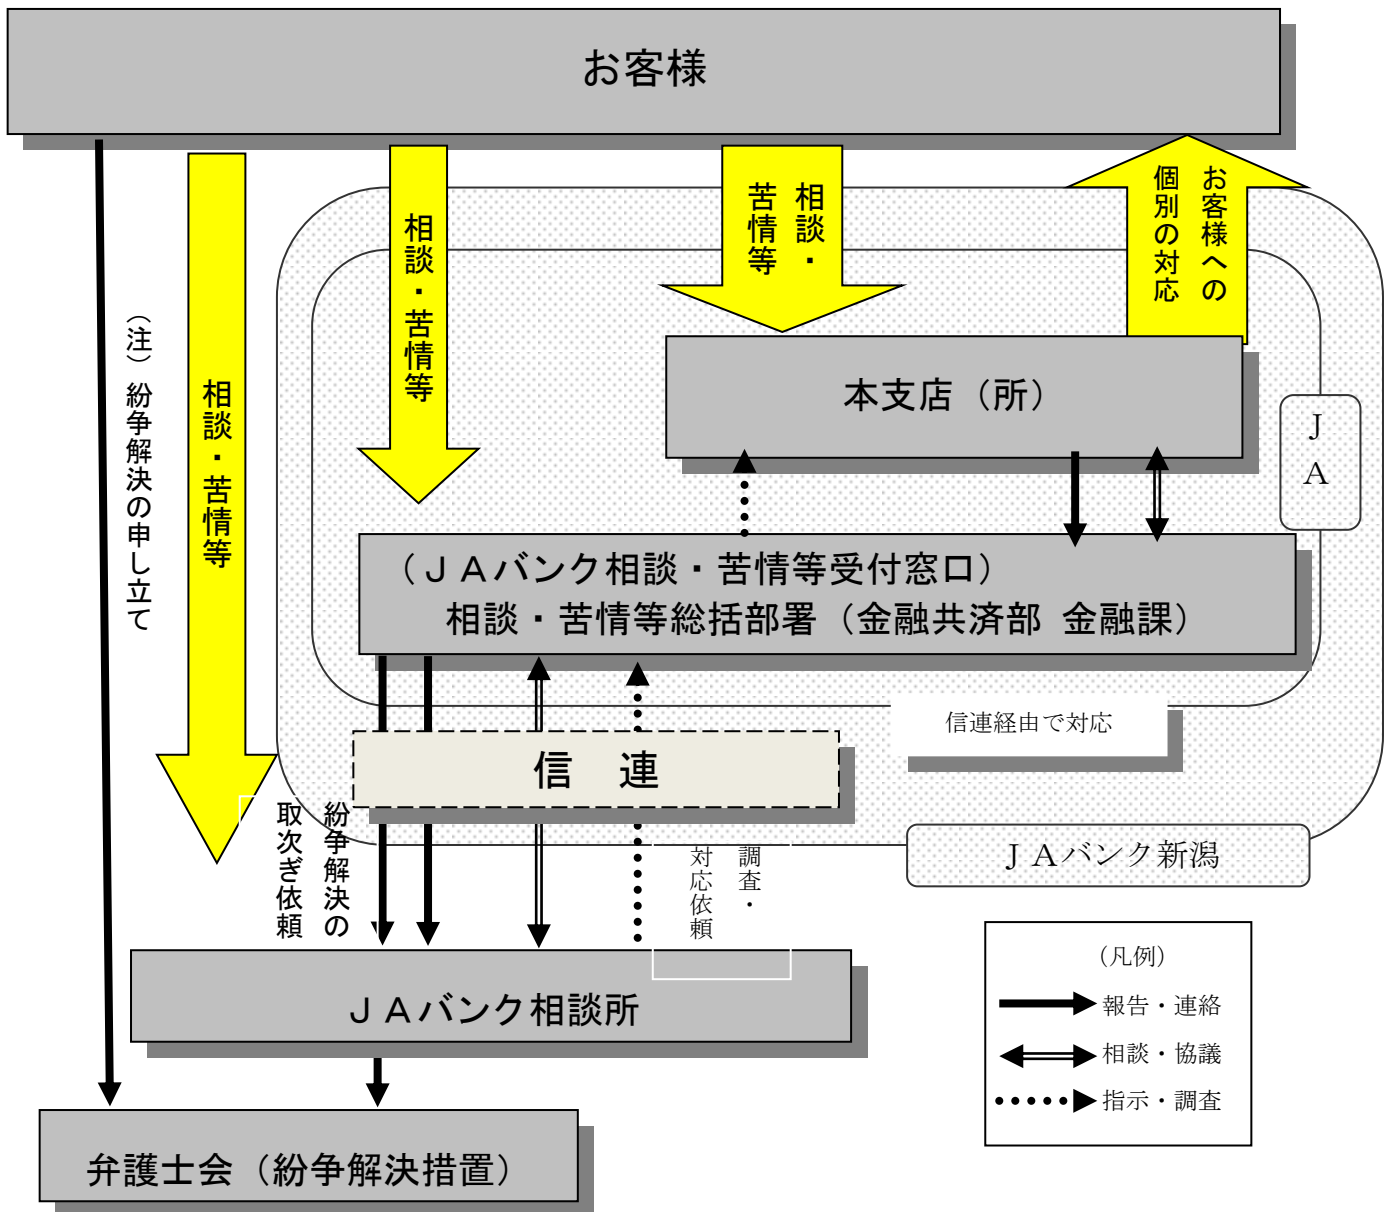 お客様
相談・苦情等
相談・苦情等
相談・
苦情等
お客様への
個別の対応
（注）紛争解決の申し立て
本支店（所）
ＪＡ
（ＪＡバンク相談・苦情等受付窓口）
相談・苦情等総括部署（金融共済部 金融課）
信連経由で対応
信　連
ＪＡバンク新潟
紛争解決の
取次ぎ依頼
調査・
対応依頼
ＪＡバンク相談所
弁護士会（紛争解決措置）
（凡例）
報告・連絡
相談・協議
指示・調査